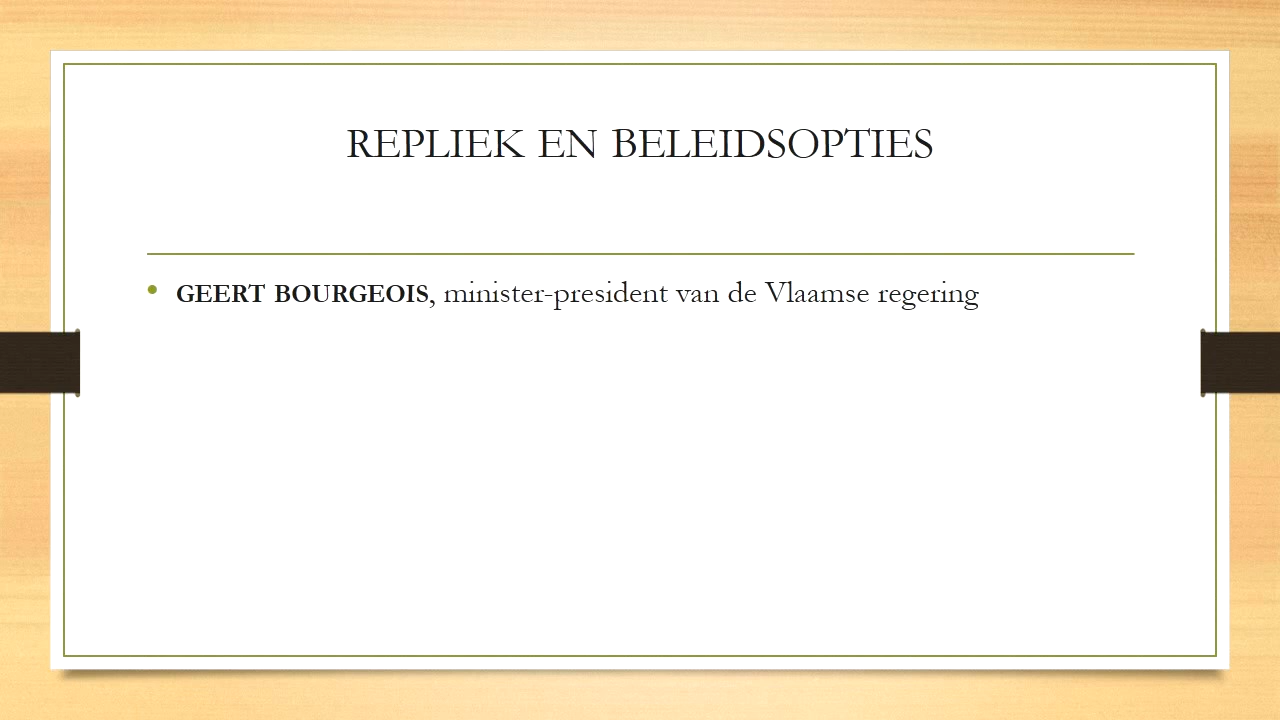 REPLIEK EN BELEIDSOPTIES
• GEERT BOURGEOIS, minister-president van de Vlaamse regering